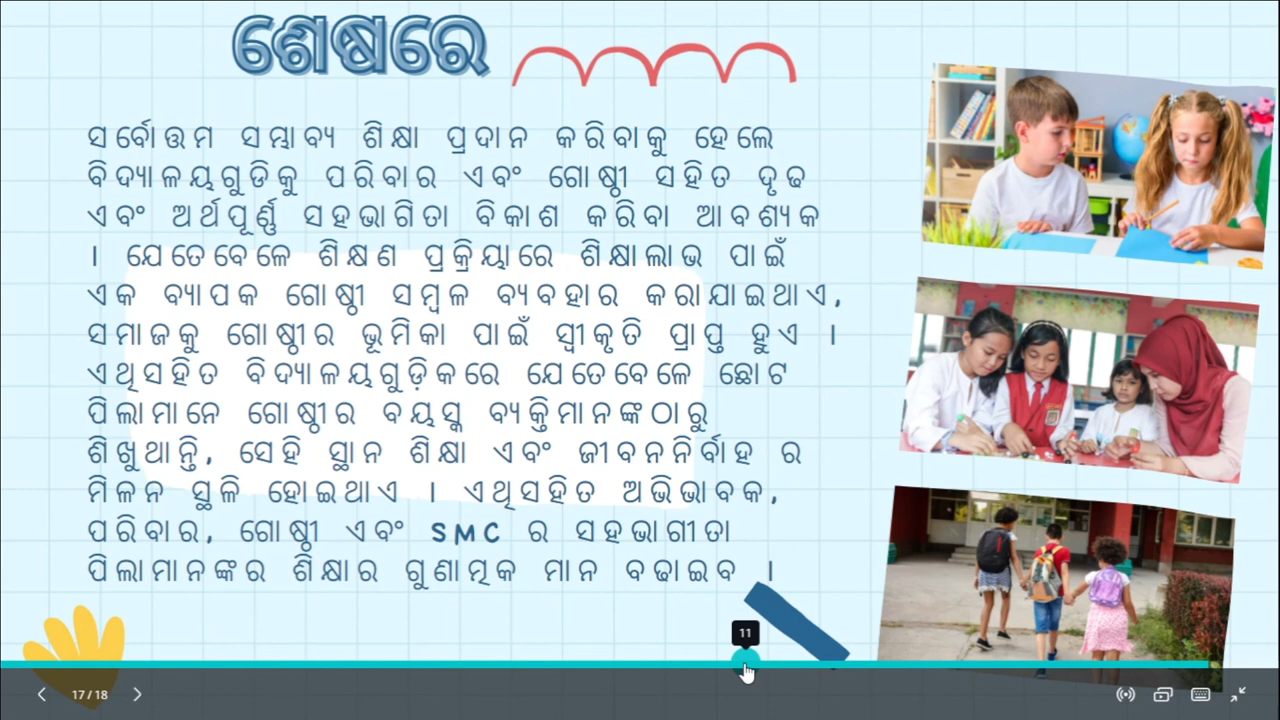 ଶେଷରେ
ସର୍ବୋତ୍ତମ ସମ୍ଭାବ୍ୟ ଶିକ୍ଷା ପ୍ରଦାନ କରିବାକୁ ହେଲେ
ବିଦ୍ୟାଳୟଗୁଡିକୁ ପରିବାର ଏବଂ ଗୋଷ୍ଠୀ ସହିତ ଦୃଢ
ଏବଂ ଅର୍ଥପୂର୍ଣ୍ଣ ସହଭାଗିତା ବିକାଶ କରିବା ଆବଶ୍ୟକ
। ଯେତେବେଳେ ଶିକ୍ଷଣ ପ୍ରକ୍ରିୟାରେ ଶିକ୍ଷାଲାଭ ପାଇଁ
ଏକ ବ୍ୟାପକ ଗୋଷ୍ଠୀ ସମ୍ବଳ ବ୍ୟବହାର କରାଯାଇଥାଏ,
ସମାଜକୁ ଗୋଷ୍ଠୀର ଭୂମିକା ପାଇଁ ସ୍ୱୀକୃତି ପ୍ରାପ୍ତ ହୁଏ ।
ଏଥିସହିତ ବିଦ୍ୟାଳୟଗୁଡ଼ିକରେ ଯେତେବେଳେ ଛୋଟ
ପିଲାମାନେ ଗୋଷ୍ଠୀର ବୟସ୍କ ବ୍ୟକ୍ତିମାନଙ୍କଠାରୁ
ଶିଖୁଥାନ୍ତି, ସେହି ସ୍ଥାନ ଶିକ୍ଷା ଏବଂ ଜୀବନନିର୍ବାହ ର
ମିଳନ ସ୍ଥଳି ହୋଇଥାଏ । ଏଥିସହିତ ଅଭିଭାବକ,
ପରିବାର, ଗୋଷ୍ଠୀ ଏବଂ SMC ର ସହଭାଗୀତା
ପିଲାମାନଙ୍କର ଶିକ୍ଷାର ଗୁଣାତ୍ମକ ମାନ ବଢାଇବ ।
11
17/18